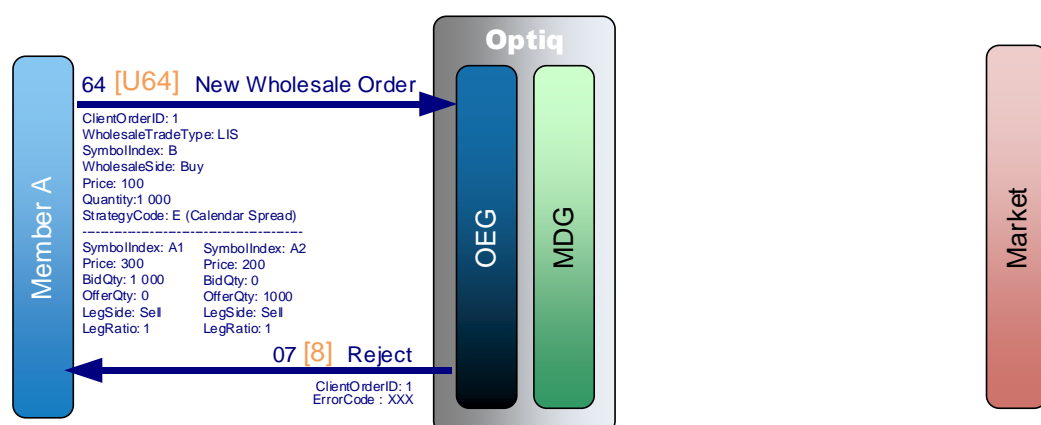 Optiq
64 [U64] New Wholesale Order
ClientOrderID: 1
WholesaleTradeType: LIS
SymbolIndex: B
WholesaleSide: Buy
Price: 100
Quantity:1 000
StrategyCode: E (Calendar Spread)
------------------------------------------------
SymbolIndex: A1 SymbolIndex: A2
Price: 300 Price: 200
BidQty: 1 000 BidQty: 0
OfferQty: 0 OfferQty: 1000
LegSide: Sell LegSide: Sell
LegRatio: 1 LegRatio: 1
07 [8] Reject
ClientOrderID: 1
ErrorCode : XXX
Member A
OEG
MDG
Market